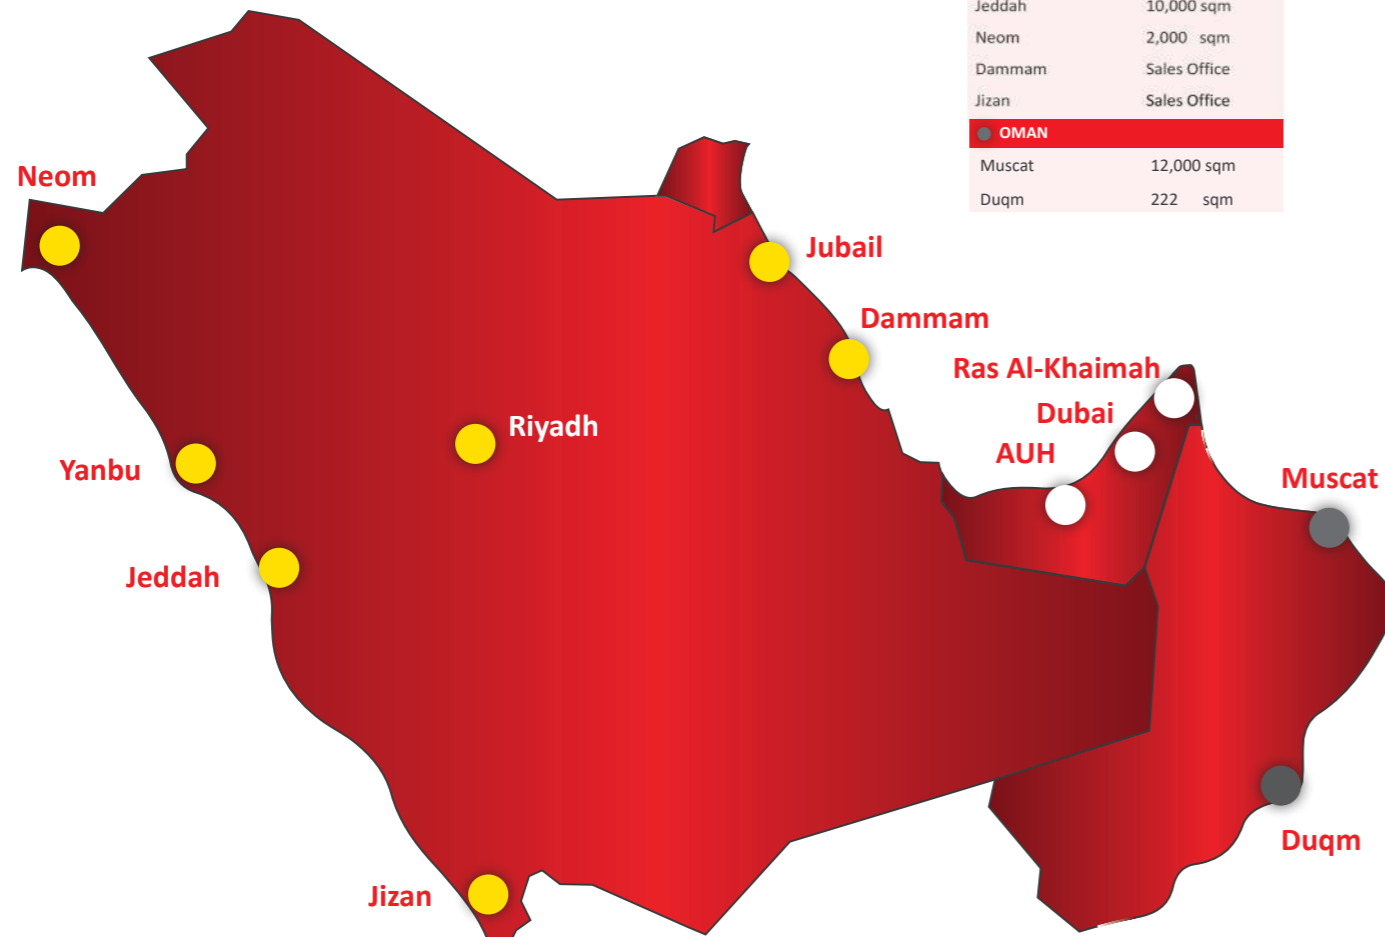 Jeddah 10,000 sqm
Neom 2,000 sqm
Dammam Sales Office
Jizan Sales Office
OMAN
Muscat 12,000 sqm
Duqm 222 sqm
Neom
Jubail
Dammam
Ras Al-Khaimah
Dubai
Riyadh
AUH
Yanbu
Muscat
Jeddah
Duqm
Jizan